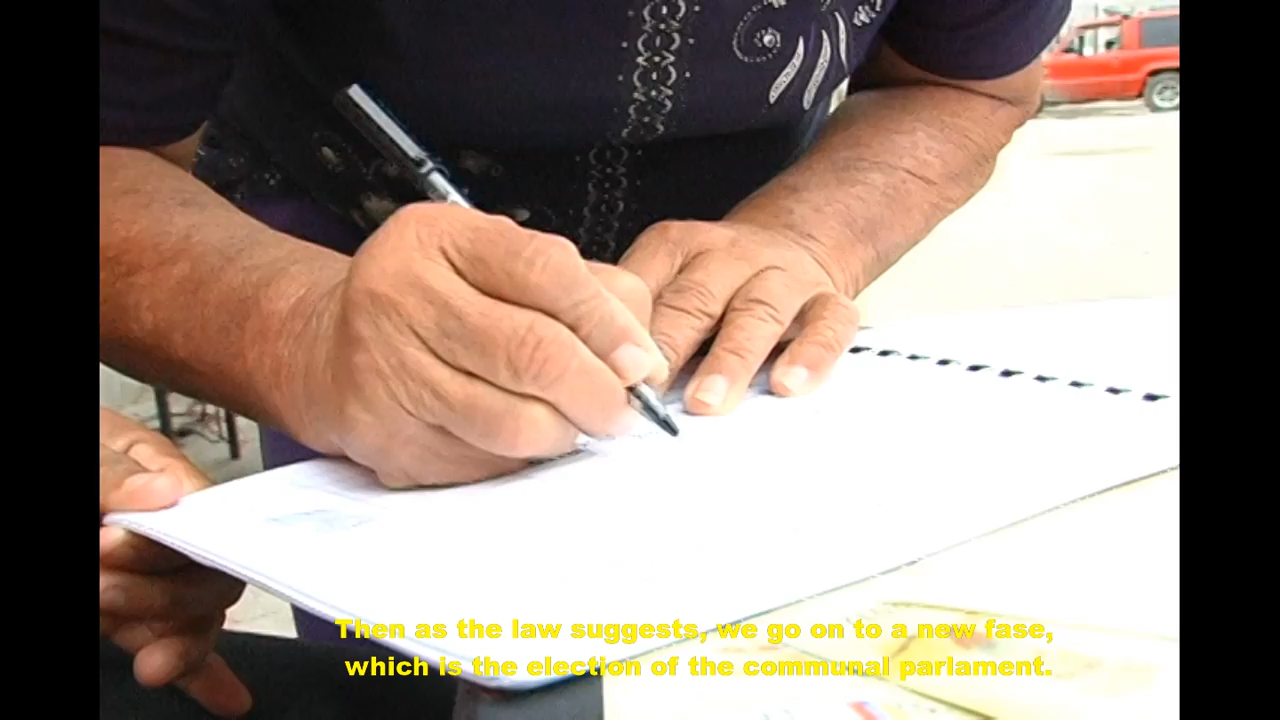 Then as the law suggests, we go on to a new fase,
which is the election of the communal parlament.